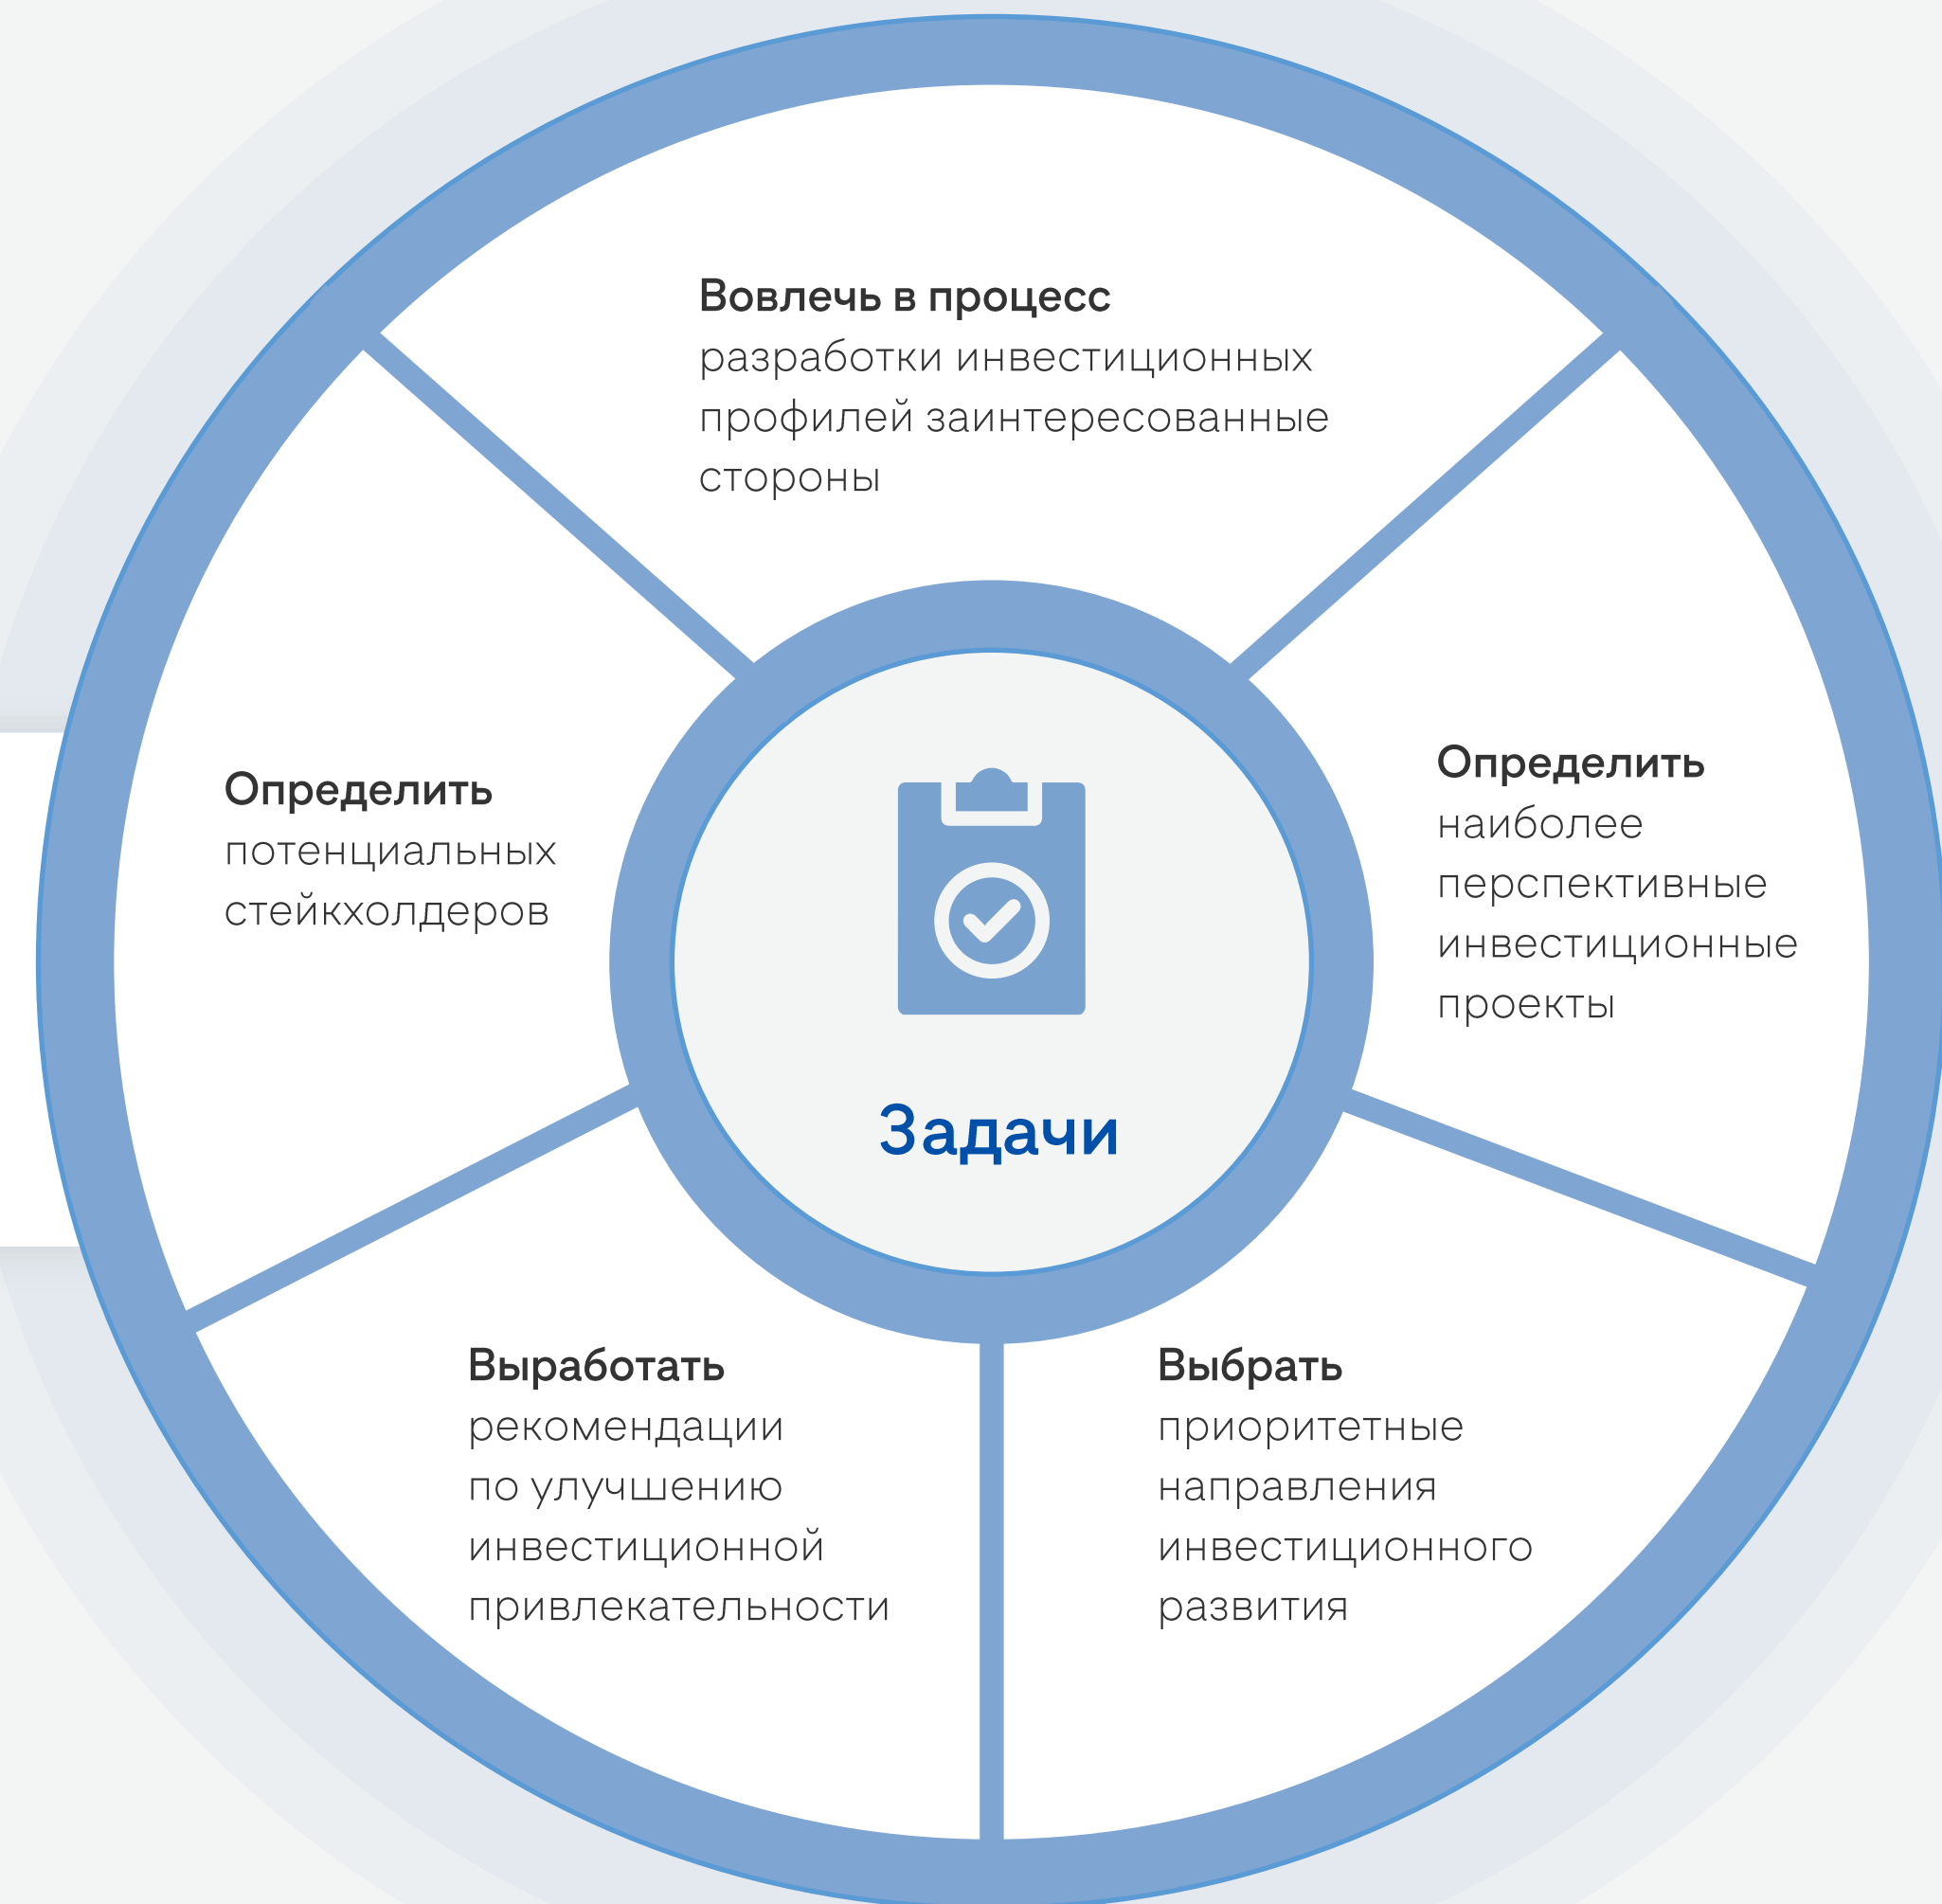 Вовлечь в процесс
разработки инвестиционных
профилей заинтересованные
стороны
Определить
потенциальных
стейкхолдеров
Определить
наиболее
перспективные
инвестиционные
проекты
Задачи
Выработать
рекомендации
по улучшению
инвестиционной
привлекательности
Выбрать
приоритетные
направления
инвестиционного
развития